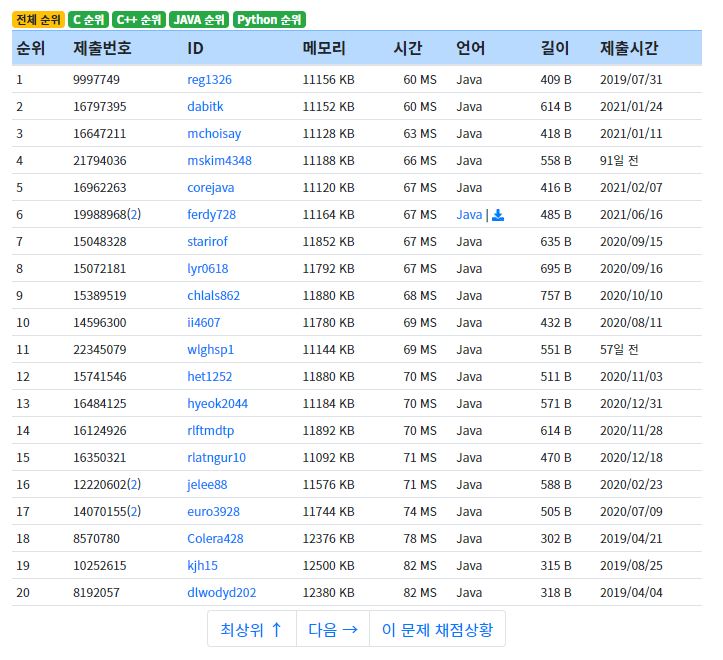 전체 순위 C 순위 C++ 순위 JAVA 순위 Python 순위
순위 제출번호 ID 메모리 시간 언어 길이 제출시간
1 9997749 reg1326 11156 KB 60 MS Java 409 B 2019/07/31
2 16797395 dabitk 11152 KB 60 MS Java 614 B 2021/01/24
3 16647211 mchoisay 11128 KB 63 MS Java 418 B 2021/01/11
4 21794036 mskim4348 11188 KB 66 MS Java 558 B 91일 전
5 16962263 corejava 11120 KB 67 MS Java 416 B 2021/02/07
6 19988968(2) ferdy728 11164 KB 67 MS Java | 485 B 2021/06/16
7 15048328 starirof 11852 KB 67 MS Java 635 B 2020/09/15
8 15072181 lyr0618 11792 KB 67 MS Java 695 B 2020/09/16
9 15389519 chlals862 11880 KB 68 MS Java 757 B 2020/10/10
10 14596300 ii4607 11780 KB 69 MS Java 432 B 2020/08/11
11 22345079 wlghsp1 11144 KB 69 MS Java 551 B 57일 전
12 15741546 het1252 11880 KB 70 MS Java 511 B 2020/11/03
13 16484125 hyeok2044 11184 KB 70 MS Java 571 B 2020/12/31
14 16124926 rlftmdtp 11892 KB 70 MS Java 614 B 2020/11/28
15 16350321 rlatngur10 11092 KB 71 MS Java 470 B 2020/12/18
16 12220602(2) jelee88 11576 KB 71 MS Java 588 B 2020/02/23
17 14070155(2) euro3928 11744 KB 74 MS Java 505 B 2020/07/09
18 8570780 Colera428 12376 KB 78 MS Java 302 B 2019/04/21
19 10252615 kjh15 12500 KB 82 MS Java 315 B 2019/08/25
20 8192057 dlwodyd202 12380 KB 82 MS Java 318 B 2019/04/04
최상위 ↑ 다음 → 이 문제 채점상황